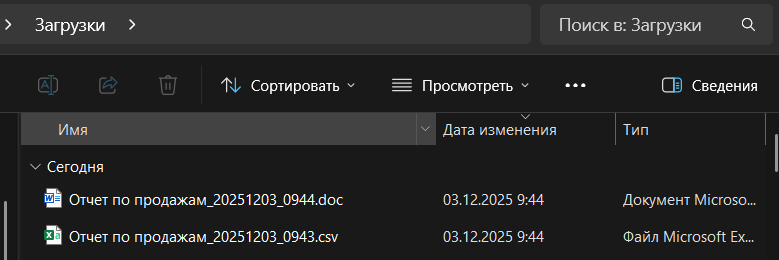 Загрузки
Поиск в: Загрузки
Сортировать Просмотреть ••• Сведения
Имя Дата изменения Тип
Сегодня
Отчет по продажам_20251203_0944.doc 03.12.2025 9:44 Документ Microso...
Отчет по продажам_20251203_0943.csv 03.12.2025 9:44 Файл Microsoft Ex...